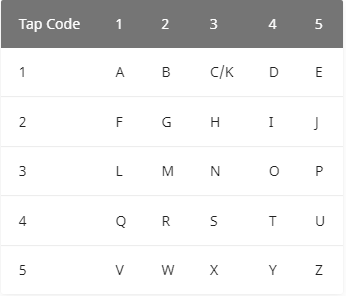 Tap Code 1 2 3 4 5
1 A B C/K D E
2 F G H I J
3 L M N O P
4 Q R S T U
5 V W X Y Z